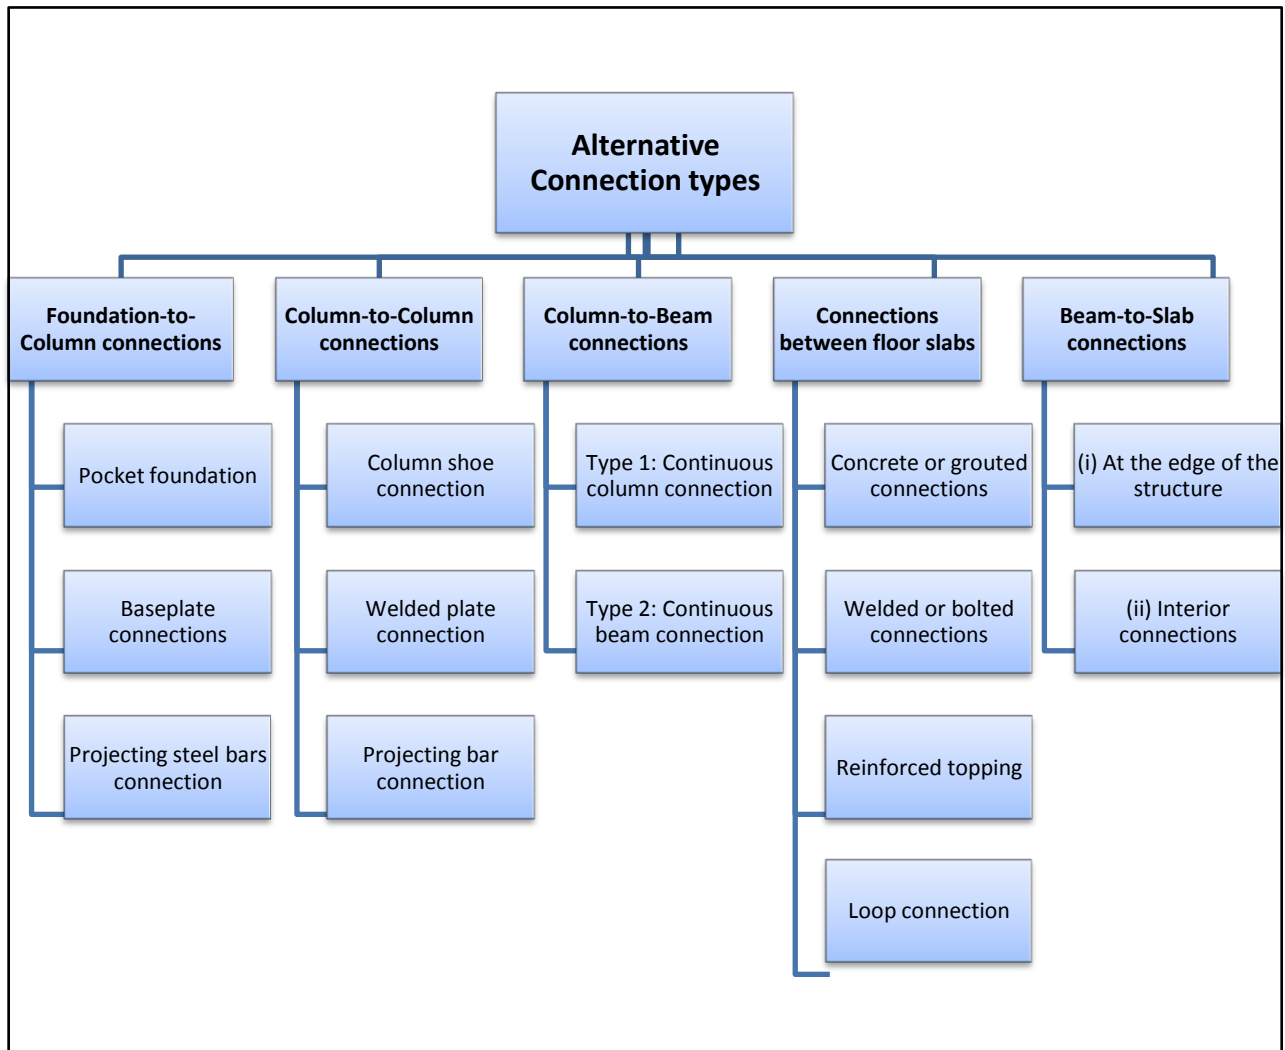 Alternative
Connection types
Foundation-to-
Column connections
Column-to-Column
connections
Column-to-Beam
connections
Connections
between floor slabs
Beam-to-Slab
connections
Pocket foundation
Baseplate
connections
Projecting steel bars
connection
Column shoe
connection
Welded plate
connection
Projecting bar
connection
Type 1: Continuous
column connection
Type 2: Continuous
beam connection
Concrete or grouted
connections
Welded or bolted
connections
Reinforced topping
Loop connection
(i) At the edge of the
structure
(ii) Interior
connections